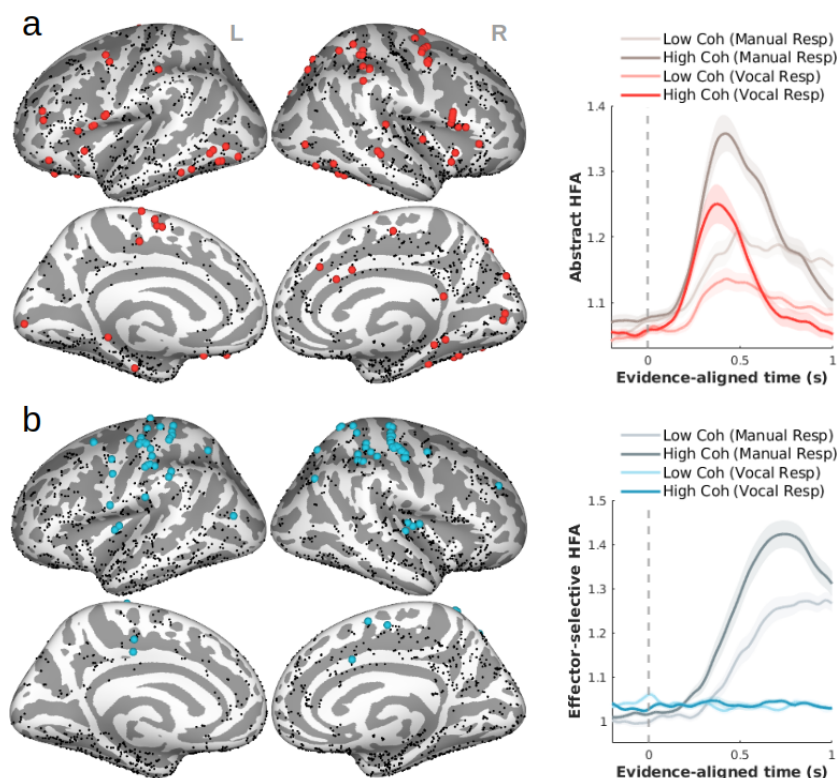 a
L
R
Low Coh (Manual Resp)
High Coh (Manual Resp)
Low Coh (Vocal Resp)
High Coh (Vocal Resp)
1.4
1.3
1.2
1.1
Abstract HFA
0
0.5
1
Evidence-aligned time (s)
b
Low Coh (Manual Resp)
High Coh (Manual Resp)
Low Coh (Vocal Resp)
High Coh (Vocal Resp)
1.5
1.4
1.3
1.2
1.1
1
Effector-selective HFA
0
0.5
1
Evidence-aligned time (s)